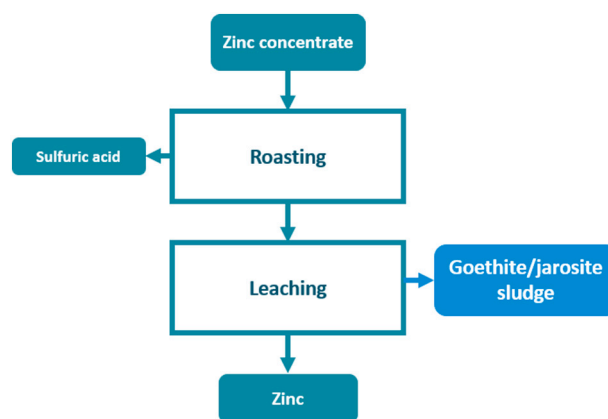 Zinc concentrate
Roasting
Sulfuric acid
Leaching
Goethite/jarosite
sludge
Zinc